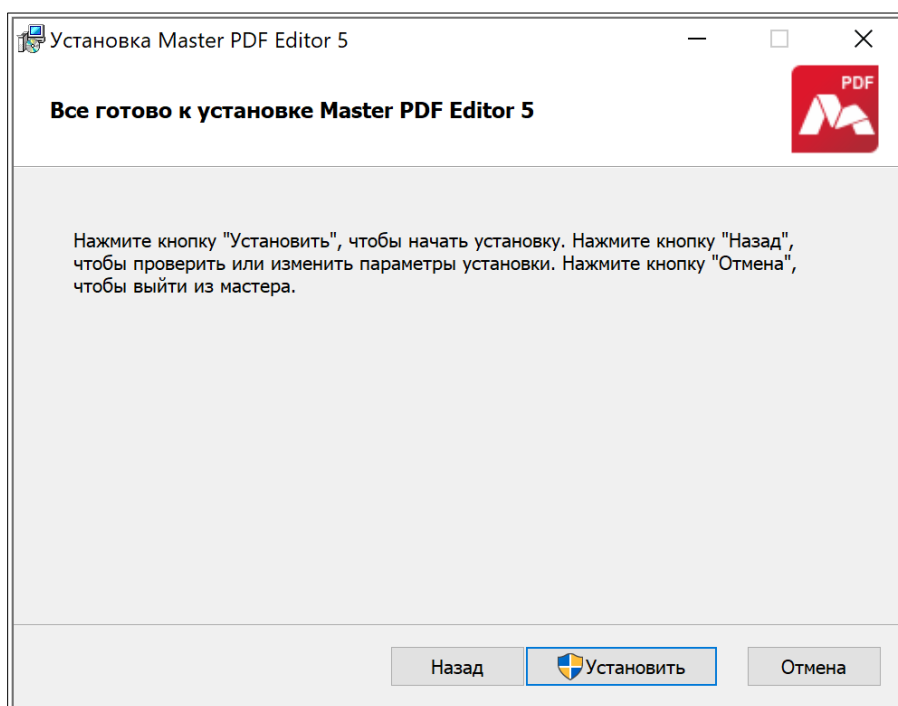 Установка Master PDF Editor 5
Все готово к установке Master PDF Editor 5
PDF
Нажмите кнопку "Установить", чтобы начать установку. Нажмите кнопку "Назад",
чтобы проверить или изменить параметры установки. Нажмите кнопку "Отмена",
чтобы выйти из мастера.
Назад
Установить
Отмена